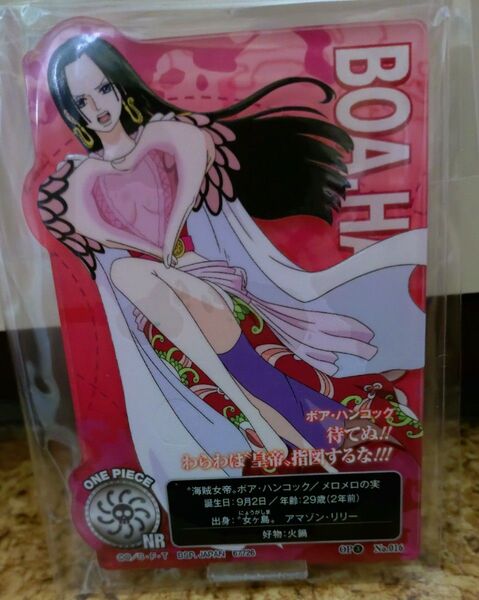 BOA.HA
ボア・ハンコック
待てぬ!!
わらわは“皇帝、指図するな!!!
ONE PIECE
NR
"海賊女帝„ボア・ハンコック/メロメロの実
誕生日:9月2日/年齢:29歳(2年前)
にょうがしま
出身:"女ヶ島„ アマゾン・リリー
好物:火鍋
©O/S・F・T BSP, JAPAN 67726
No.016